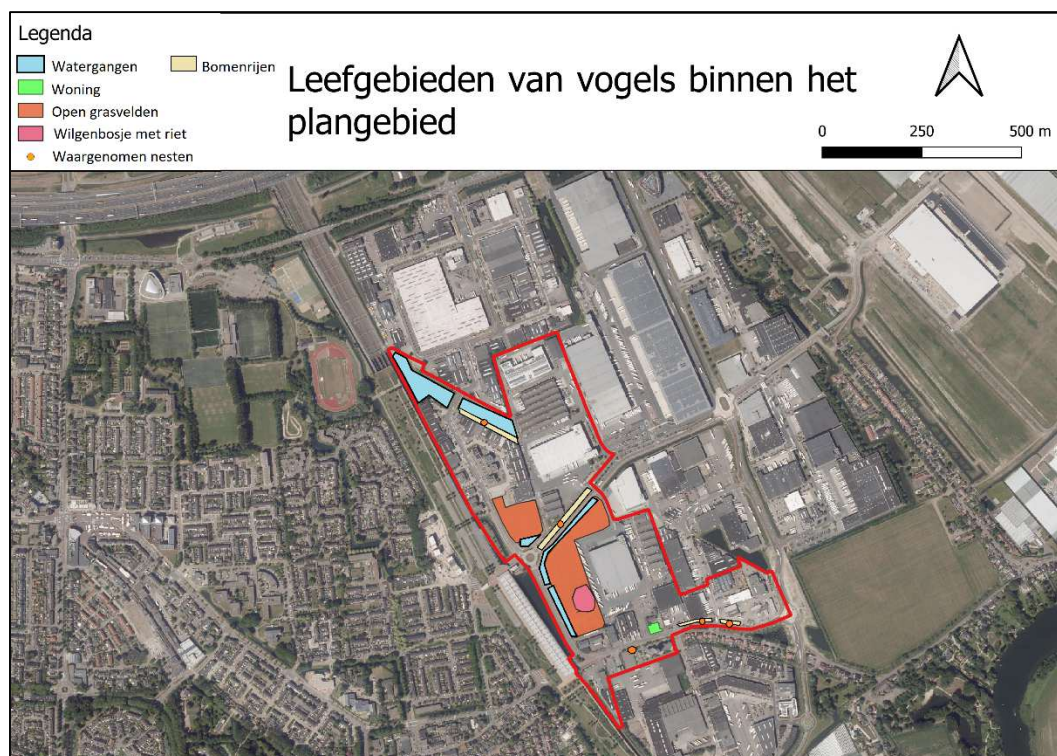 Legenda
Watergangen
Bomenrijen
Woning
Open grasvelden
Wilgenbosje met riet
Waargenomen nesten
Leefgebieden van vogels binnen het
plangebied
0 250 500 m